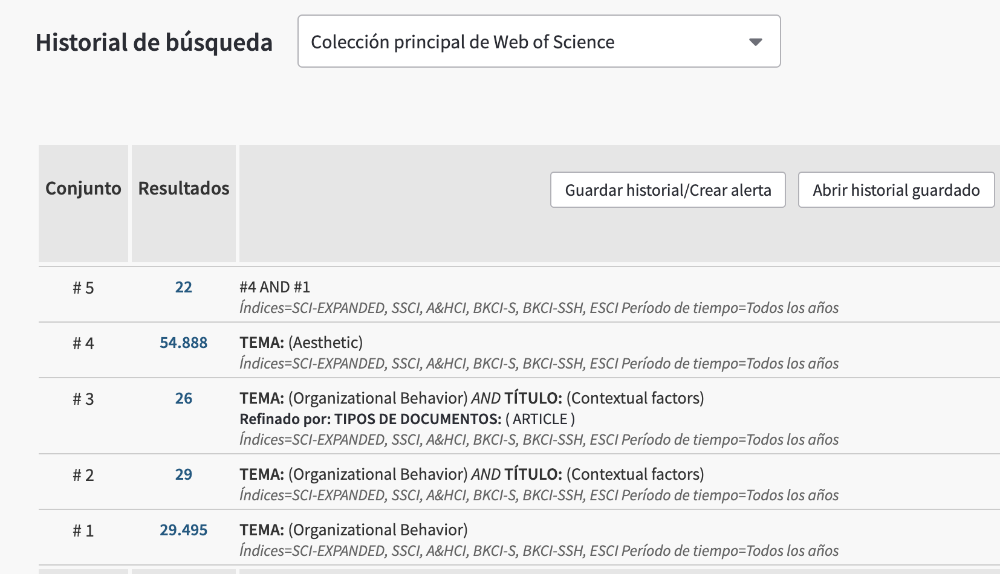 Historial de búsqueda
Colección principal de Web of Science
Conjunto Resultados
Guardar historial/Crear alerta Abrir historial guardado
# 5 22 #4 AND #1
Índices=SCI-EXPANDED, SSCI, A&HCI, BKCI-S, BKCI-SSH, ESCI Período de tiempo=Todos los años
# 4 54.888 TEMA: (Aesthetic)
Índices=SCI-EXPANDED, SSCI, A&HCI, BKCI-S, BKCI-SSH, ESCI Período de tiempo=Todos los años
# 3 26 TEMA: (Organizational Behavior) AND TÍTULO: (Contextual factors)
Refinado por: TIPOS DE DOCUMENTOS: ( ARTICLE )
Índices=SCI-EXPANDED, SSCI, A&HCI, BKCI-S, BKCI-SSH, ESCI Período de tiempo=Todos los años
# 2 29 TEMA: (Organizational Behavior) AND TÍTULO: (Contextual factors)
Índices=SCI-EXPANDED, SSCI, A&HCI, BKCI-S, BKCI-SSH, ESCI Período de tiempo=Todos los años
# 1 29.495 TEMA: (Organizational Behavior)
Índices=SCI-EXPANDED, SSCI, A&HCI, BKCI-S, BKCI-SSH, ESCI Período de tiempo=Todos los años